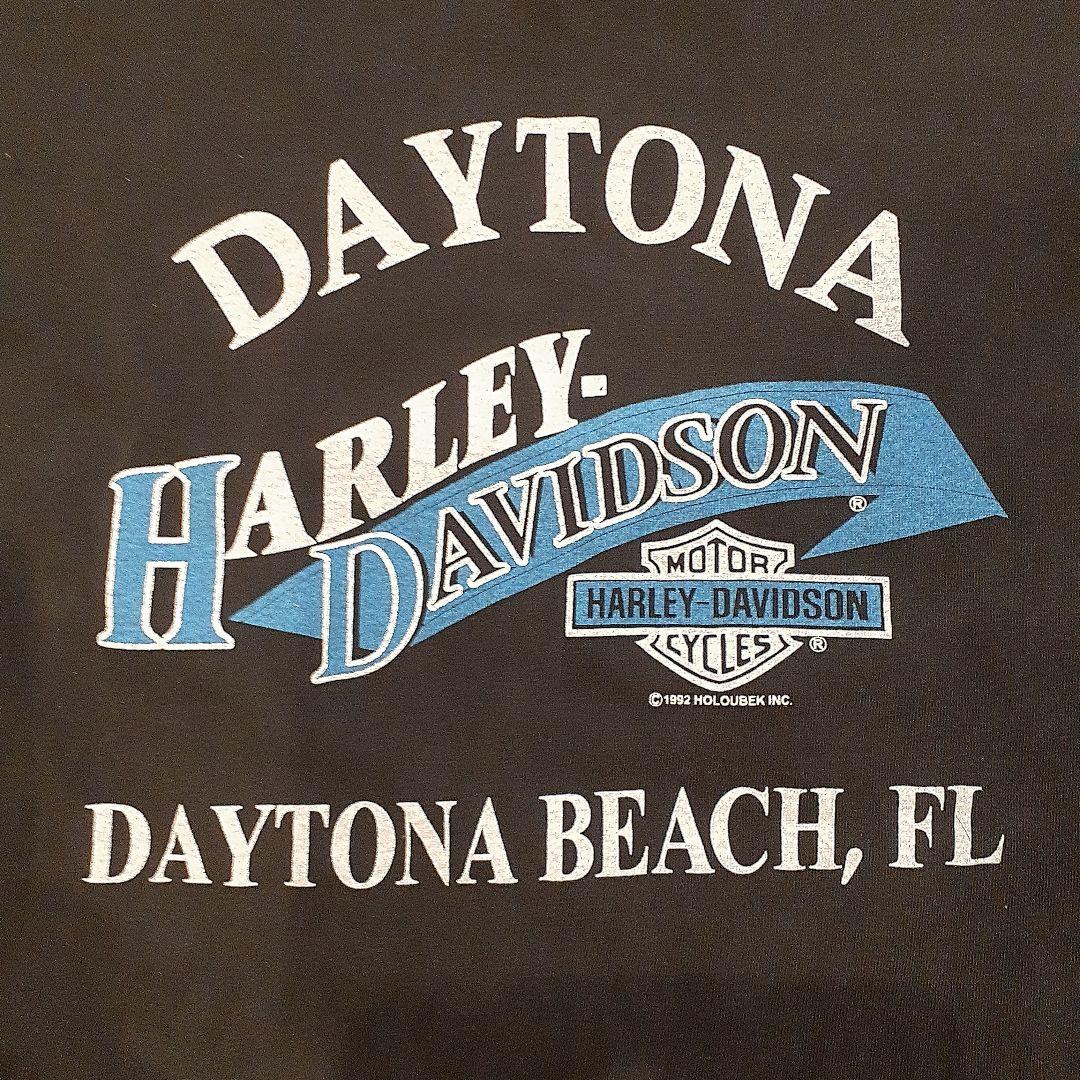 DAYTONA
HARLEY-
DAVIDSON®
MOTOR
HARLEY-DAVIDSON
CYCLES®
©1992 HOLOUBEK INC.
DAYTONA BEACH, FL